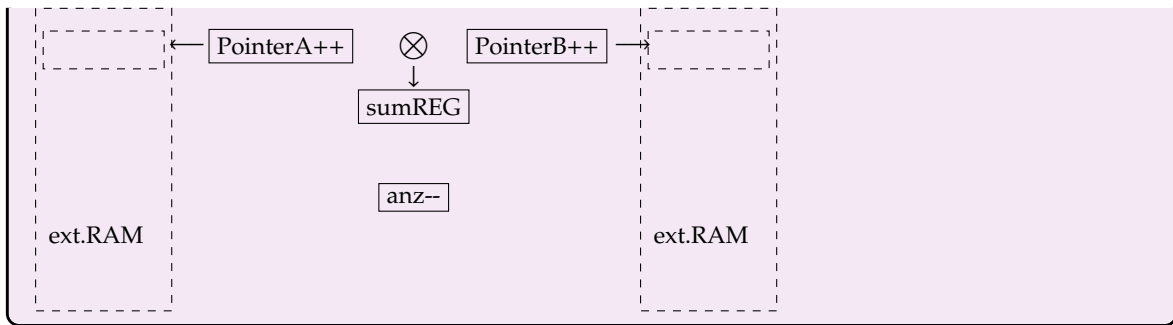 PointerA++ ⊗ PointerB++
sumREG
anz--
ext.RAM ext.RAM